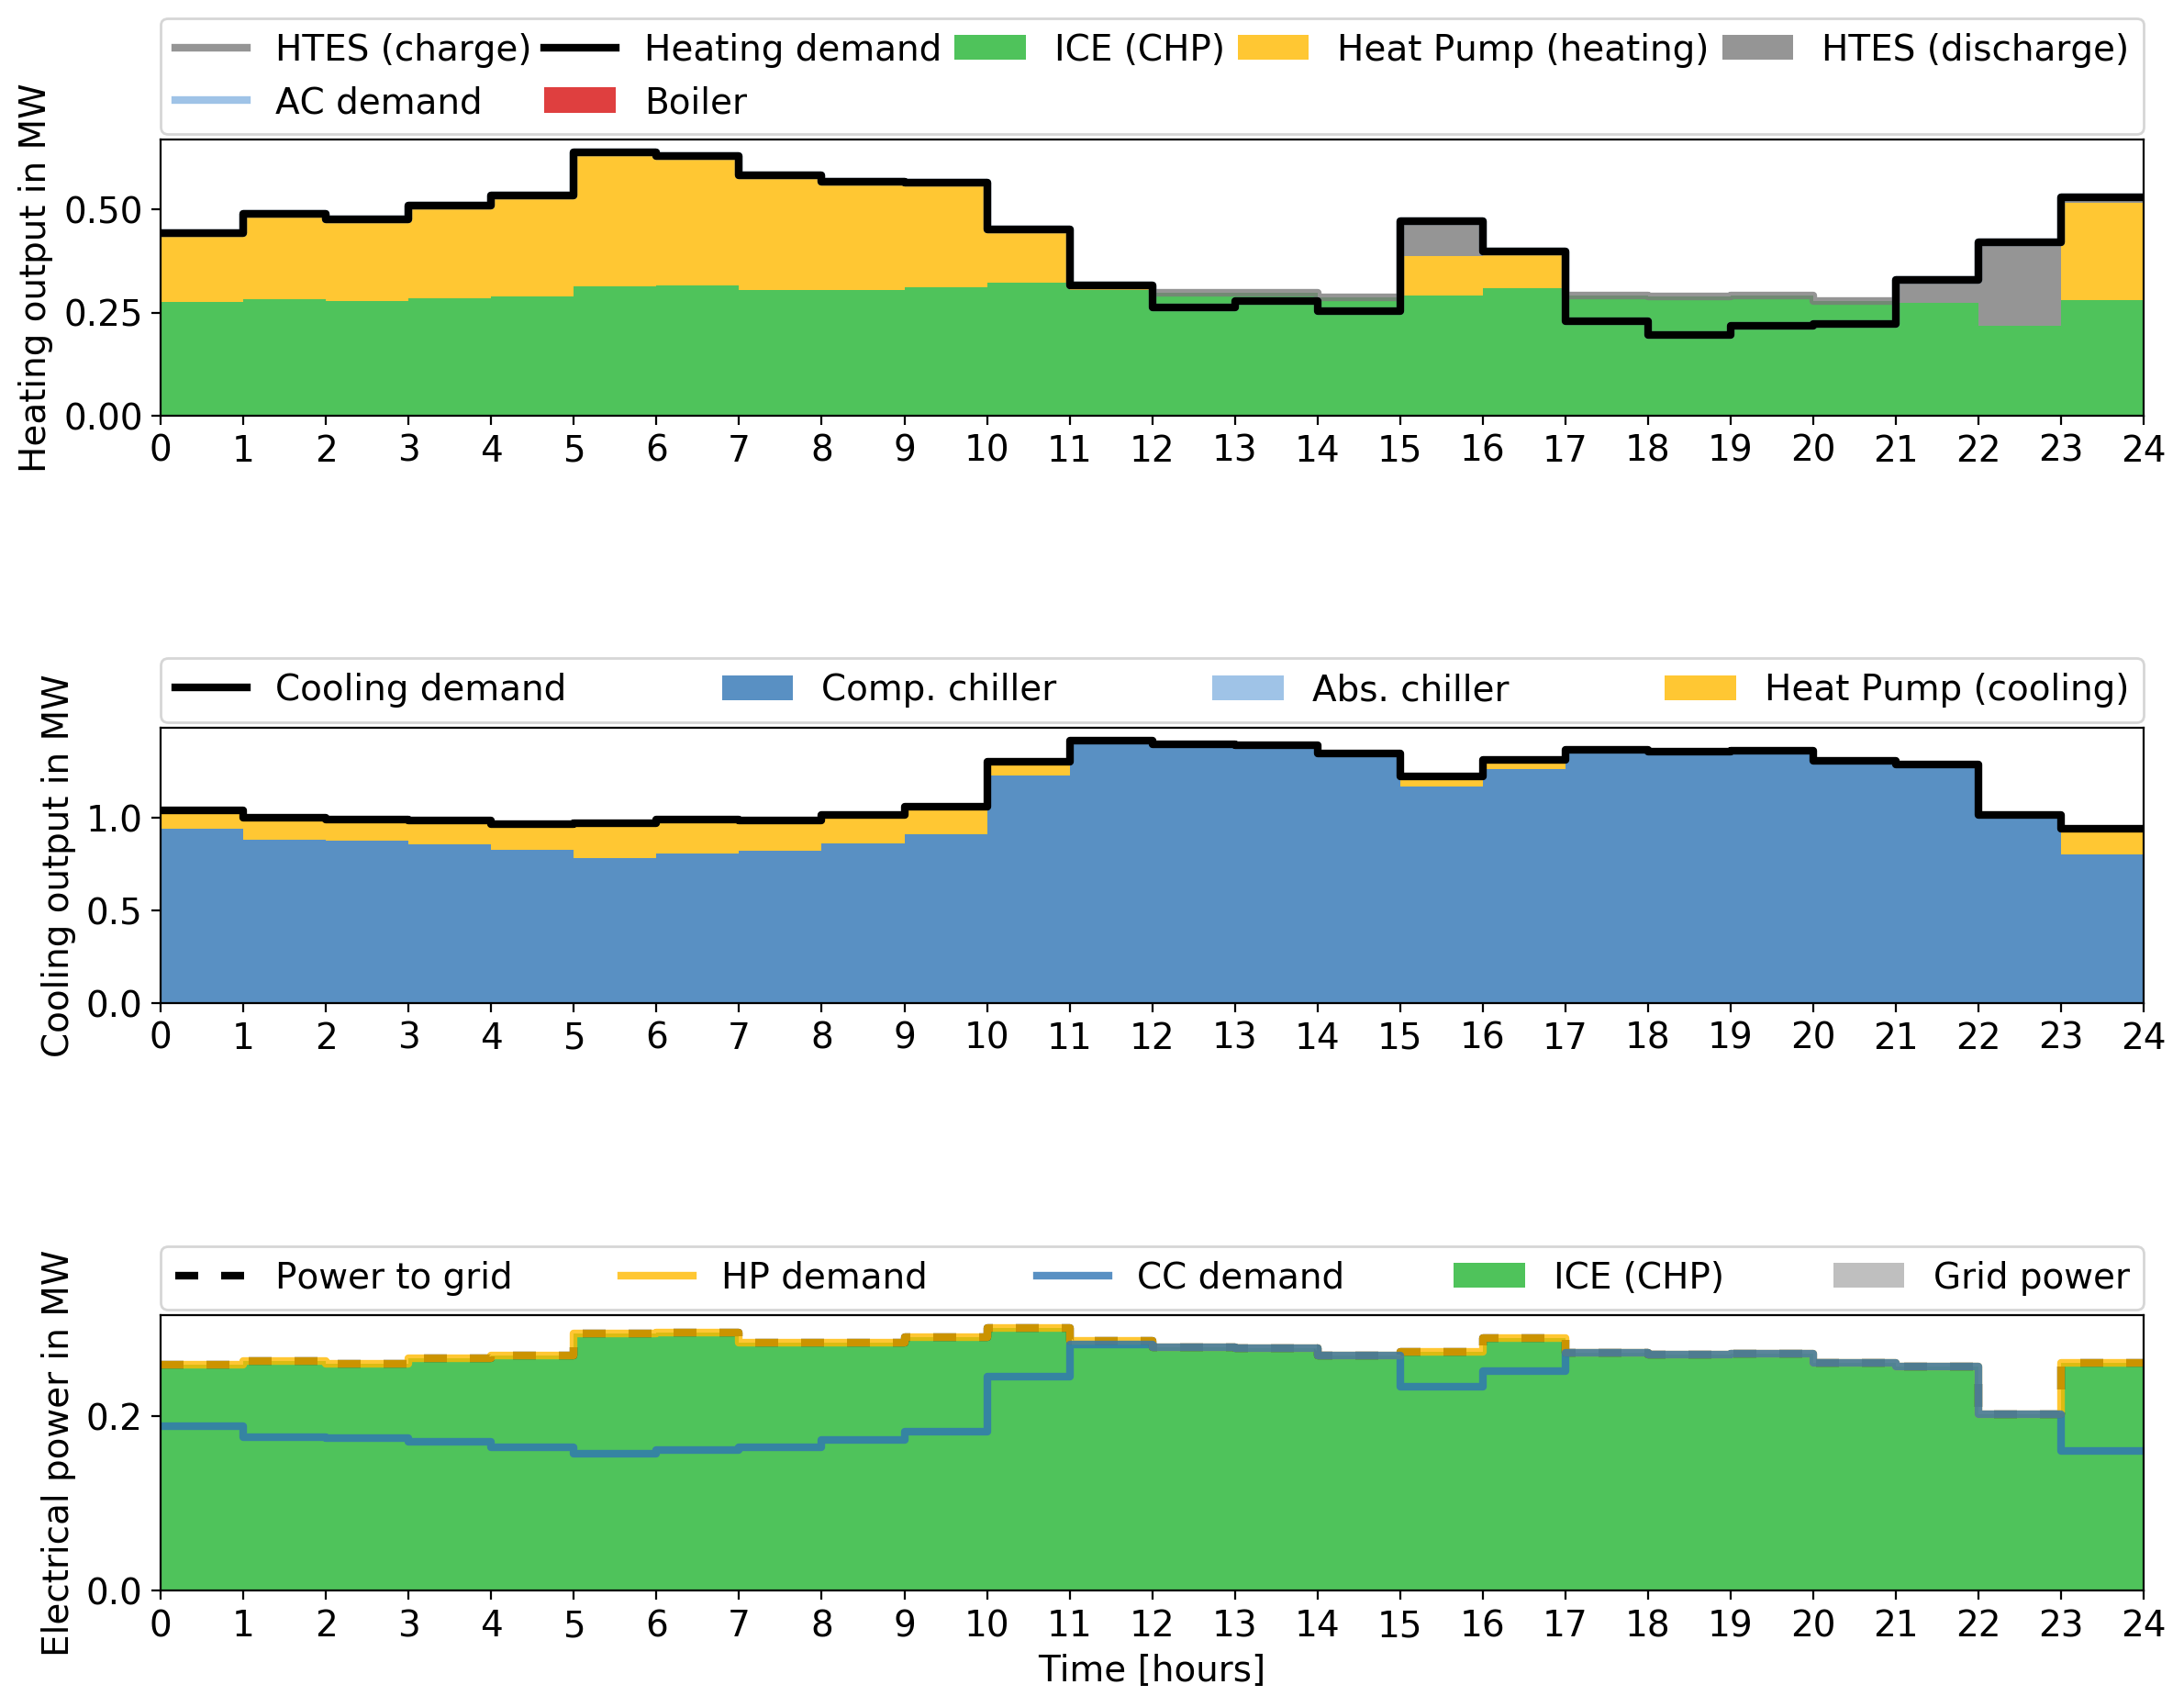 HTES (charge) Heating demand ICE (CHP) Heat Pump (heating) HTES (discharge)
AC demand Boiler
Heating output in MW
0.50
0.25
0.00
0 1 2 3 4 5 6 7 8 9 10 11 12 13 14 15 16 17 18 19 20 21 22 23 24
Cooling demand Comp. chiller Abs. chiller Heat Pump (cooling)
Cooling output in MW
1.0
0.5
0.0
0 1 2 3 4 5 6 7 8 9 10 11 12 13 14 15 16 17 18 19 20 21 22 23 24
Power to grid HP demand CC demand ICE (CHP) Grid power
Electrical power in MW
0.2
0.0
0 1 2 3 4 5 6 7 8 9 10 11 12 13 14 15 16 17 18 19 20 21 22 23 24
Time [hours]